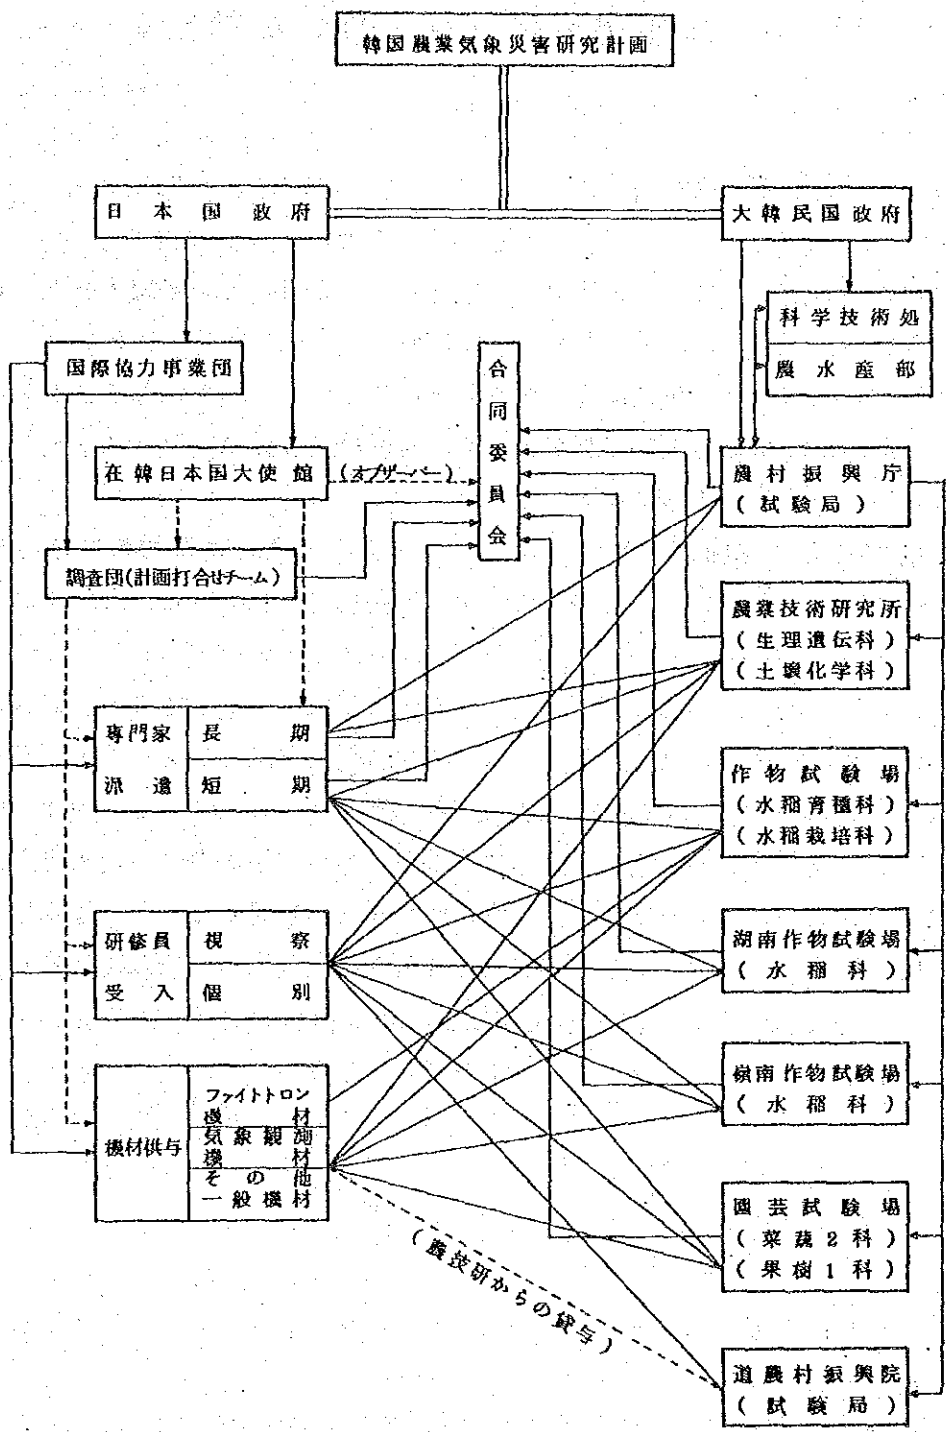 韓国農業気象災害研究計画
日本国政府
大韓民国政府
科学技術処
農水産部
国際協力事業団
合同委員会
在韓日本国大使館
(オブザーバー)
農村振興庁
(試験局)
調査団(計画打合せチーム)
農業技術研究所
(生理遺伝科)
(土壌化学科)
専門家
派遣
長期
短期
作物試験場
(水稲育種科)
(水稲栽培科)
研修員
受入
視察
個別
湖南作物試験場
(水稲科)
嶺南作物試験場
(水稲科)
機材供与
ファイトトロン
機材
気象観測
機材
その他
一般機材
園芸試験場
(菜蔬2科)
(果樹1科)
(農技研からの貸与)
道農村振興院
(試験局)